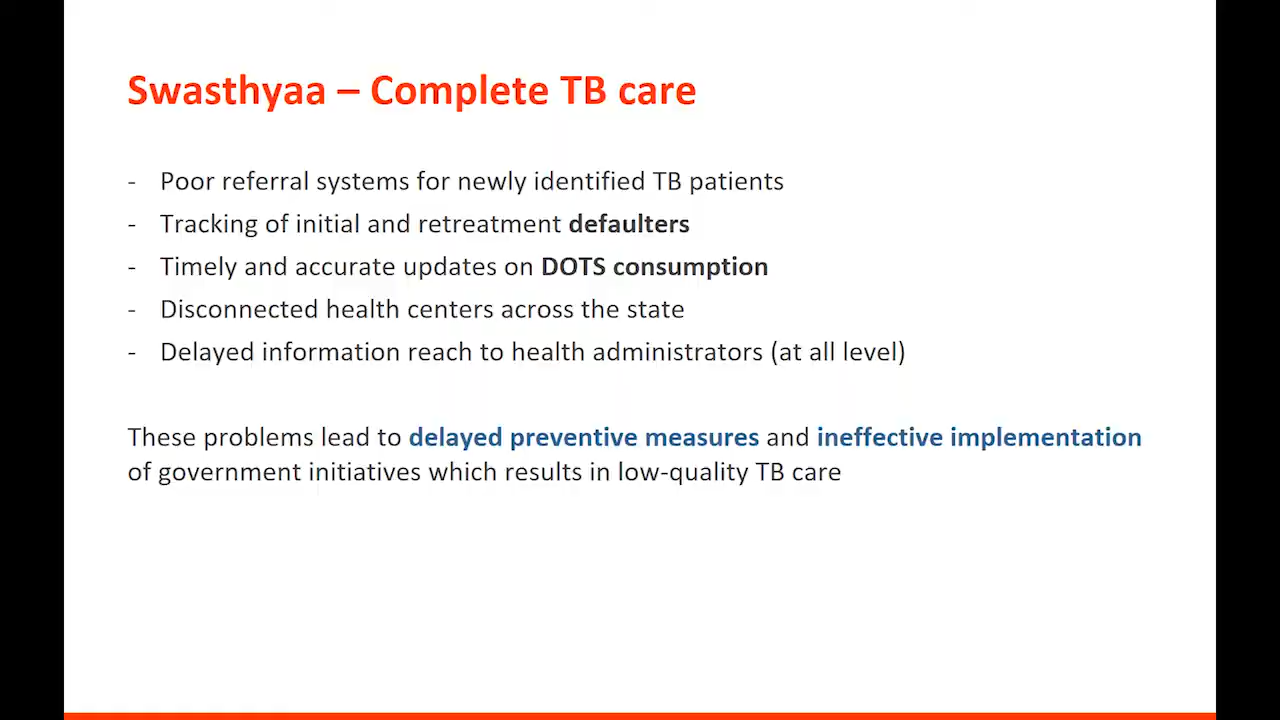 Swasthyaa – Complete TB care
- Poor referral systems for newly identified TB patients
- Tracking of initial and retreatment defaulters
- Timely and accurate updates on DOTS consumption
- Disconnected health centers across the state
- Delayed information reach to health administrators (at all level)
These problems lead to delayed preventive measures and ineffective implementation
of government initiatives which results in low-quality TB care